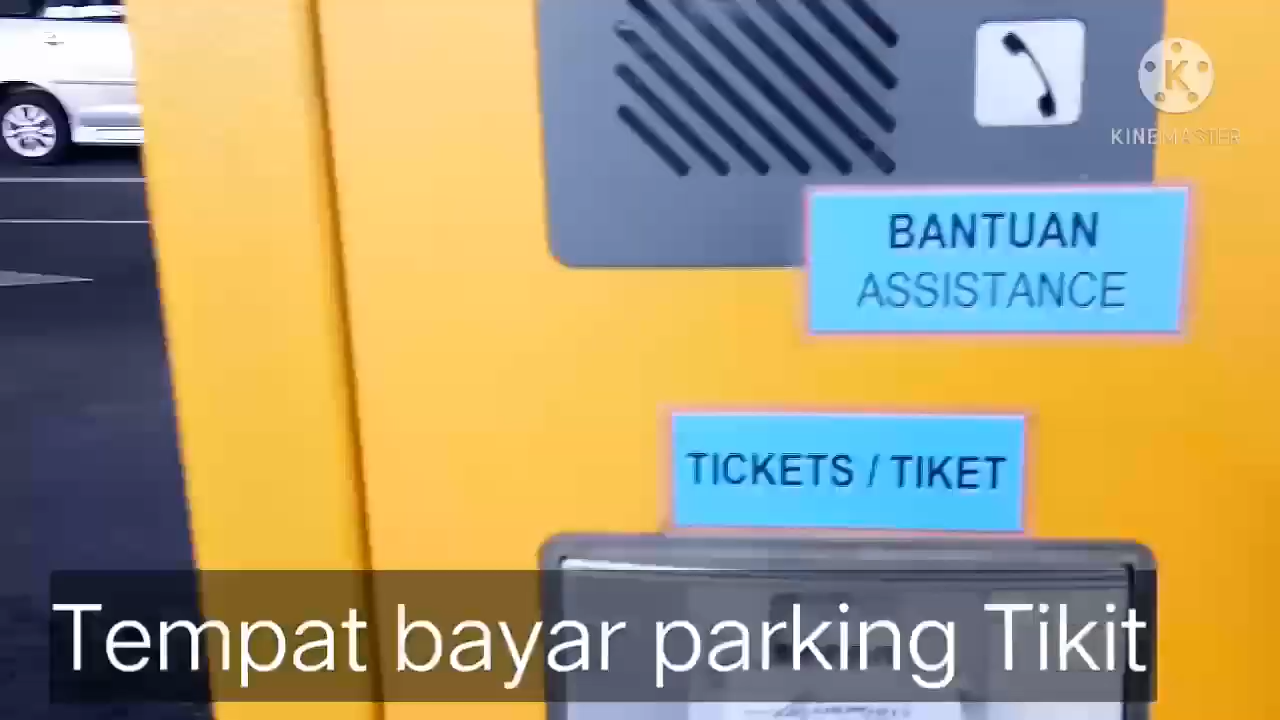 KINEMASTER
BANTUAN
ASSISTANCE
TICKETS / TIKET
Tempat bayar parking Tikit